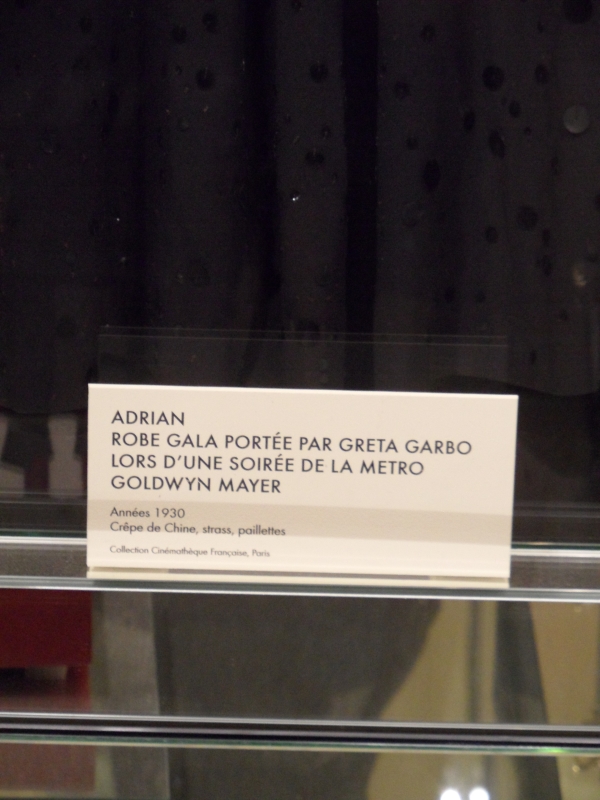 ADRIAN
ROBE GALA PORTÉE PAR GRETA GARBO
LORS D'UNE SOIRÉE DE LA METRO
GOLDWYN MAYER
Années 1930
Crêpe de Chine, strass, paillettes
Collection Cinémathèque Française, Paris